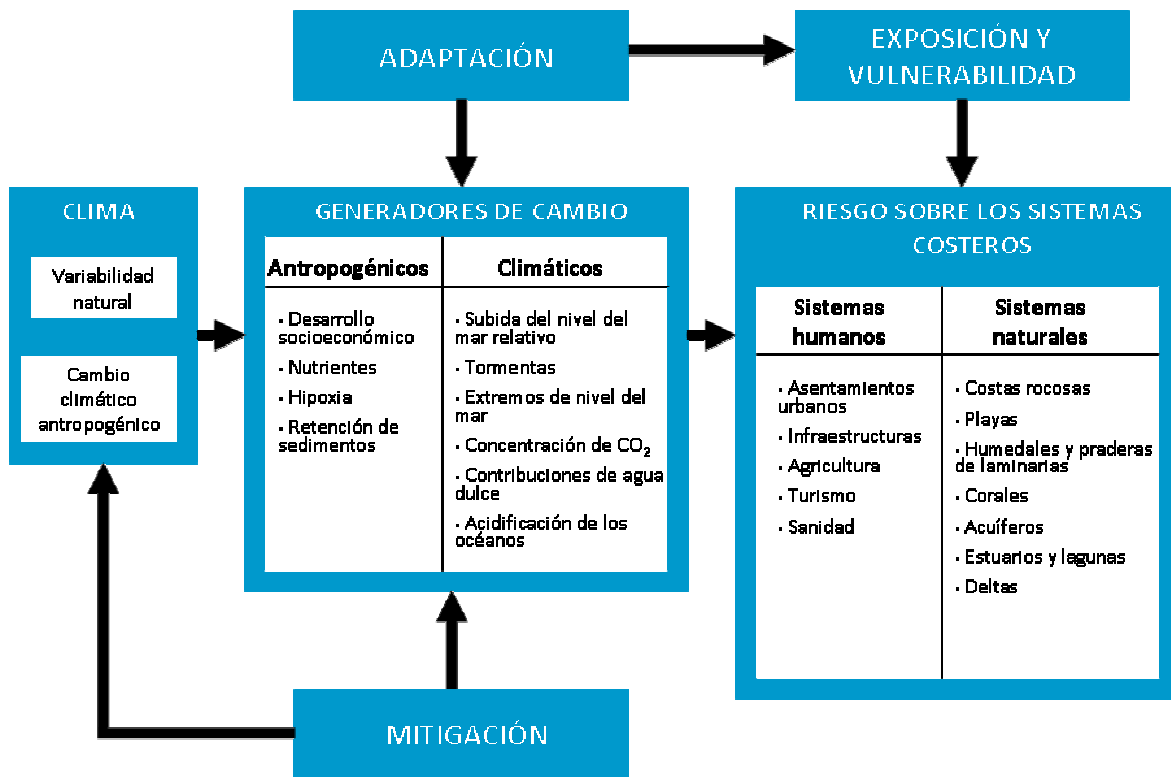 ADAPTACIÓN
EXPOSICIÓN Y
VULNERABILIDAD
CLIMA
Variabilidad
natural
Cambio
climático
antropogénico
GENERADORES DE CAMBIO
Antropogénicos
- Desarrollo
socioeconómico
- Nutrientes
- Hipoxia
- Retención de
sedimentos
Climáticos
- Subida del nivel del
mar relativo
- Tormentas
- Extremos de nivel del
mar
- Concentración de CO₂
- Contribuciones de agua
dulce
- Acidificación de los
océanos
RIESGO SOBRE LOS SISTEMAS
COSTEROS
Sistemas
humanos
- Asentamientos
urbanos
- Infraestructuras
- Agricultura
- Turismo
- Sanidad
Sistemas
naturales
- Costas rocosas
- Playas
- Humedales y praderas
de laminarias
- Corales
- Acuíferos
- Estuarios y lagunas
- Deltas
MITIGACIÓN